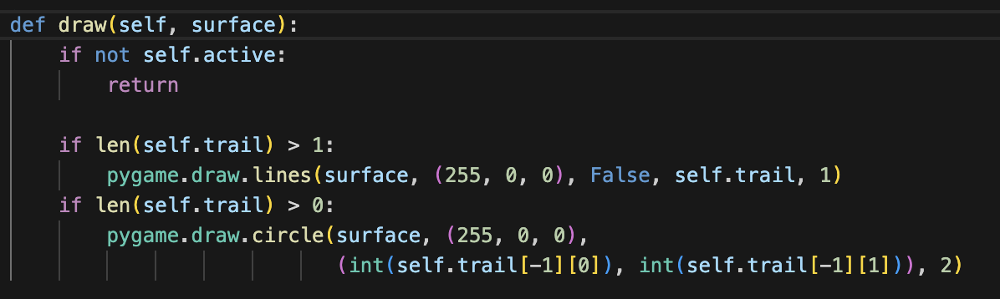 def draw(self, surface):
    if not self.active:
        return

    if len(self.trail) > 1:
        pygame.draw.lines(surface, (255, 0, 0), False, self.trail, 1)
    if len(self.trail) > 0:
        pygame.draw.circle(surface, (255, 0, 0),
                           (int(self.trail[-1][0]), int(self.trail[-1][1])), 2)